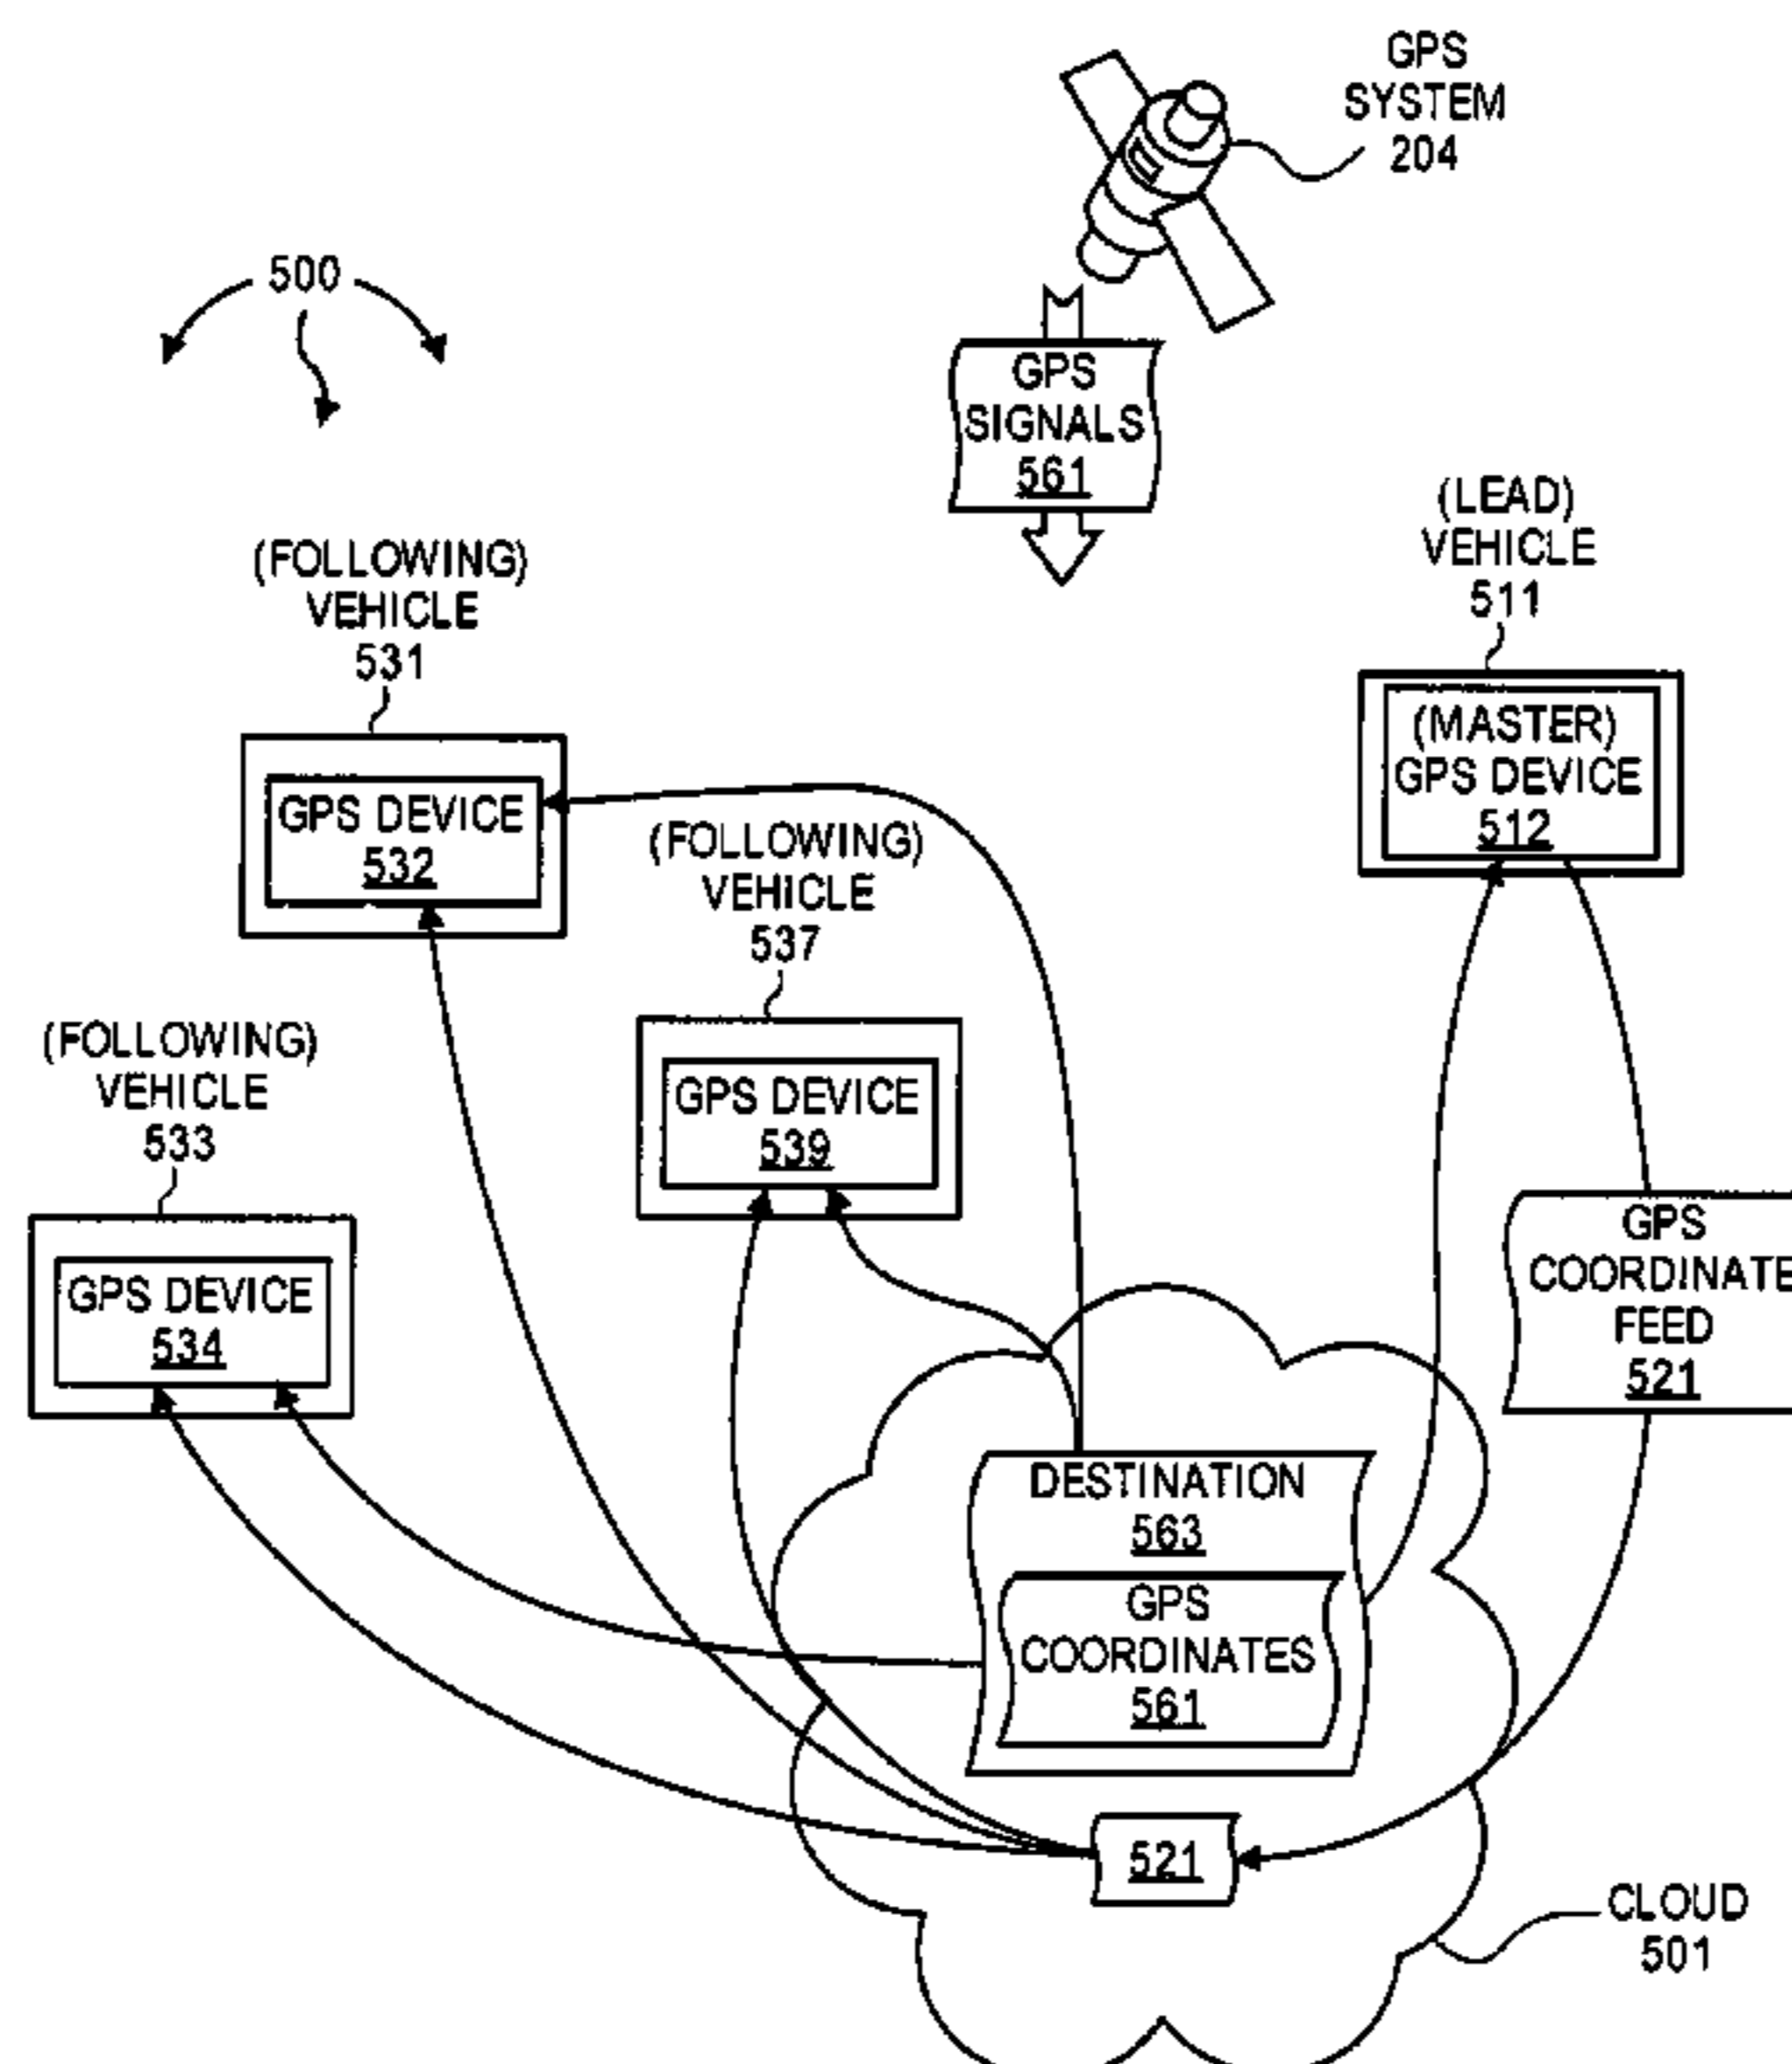 GPS
SYSTEM
204
500
GPS
SIGNALS
561
(LEAD)
VEHICLE
511
(FOLLOWING)
VEHICLE
531
(MASTER)
GPS DEVICE
512
GPS DEVICE
532
(FOLLOWING)
VEHICLE
537
(FOLLOWING)
VEHICLE
533
GPS DEVICE
539
GPS
COORDINATE
FEED
521
GPS DEVICE
534
DESTINATION
563
GPS
COORDINATES
561
521
CLOUD
501